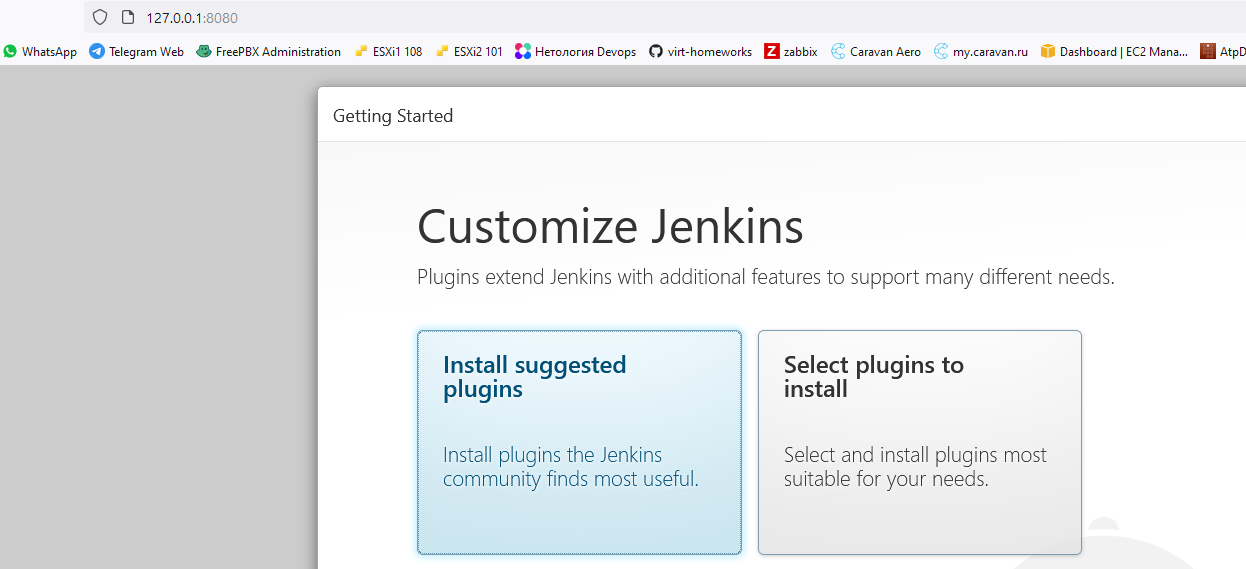 127.0.0.1:8080
WhatsApp Telegram Web FreePBX Administration ESXi1 108 ESXi2 101 Нетология Devops virt-homeworks Z zabbix Caravan Aero my.caravan.ru Dashboard | EC2 Mana... AtpD
Getting Started
Customize Jenkins
Plugins extend Jenkins with additional features to support many different needs.
Install suggested
plugins
Install plugins the Jenkins
community finds most useful.
Select plugins to
install
Select and install plugins most
suitable for your needs.